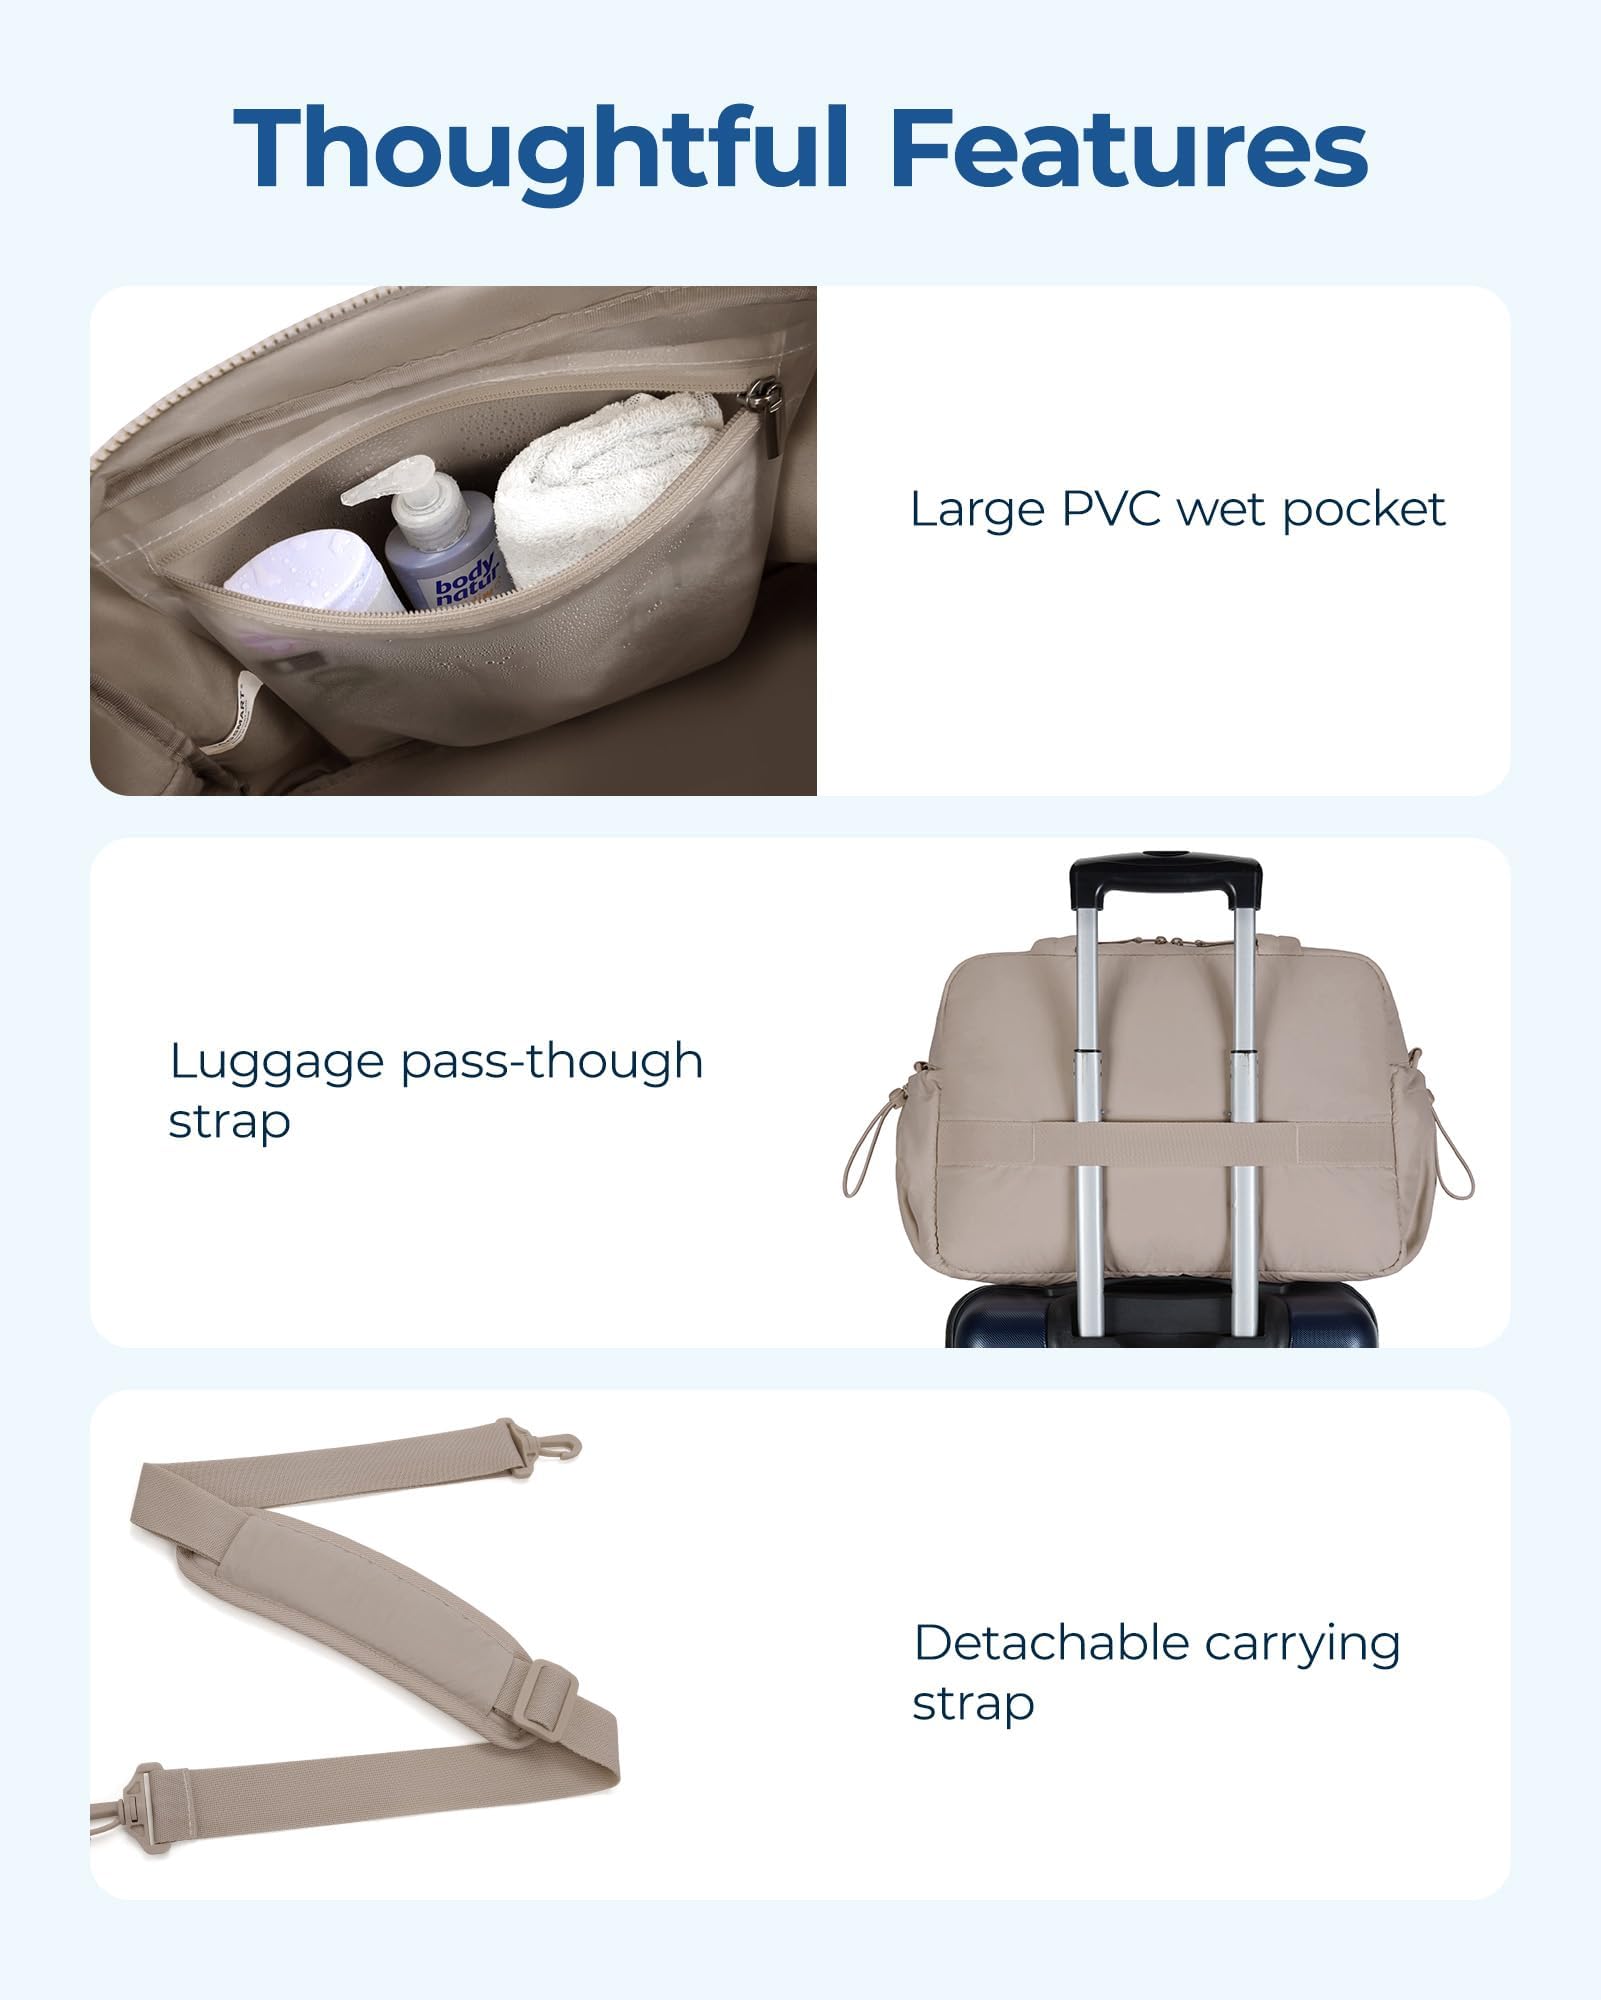 Thoughtful Features
Large PVC wet pocket
body
natur
Luggage pass-though
strap
Detachable carrying
strap